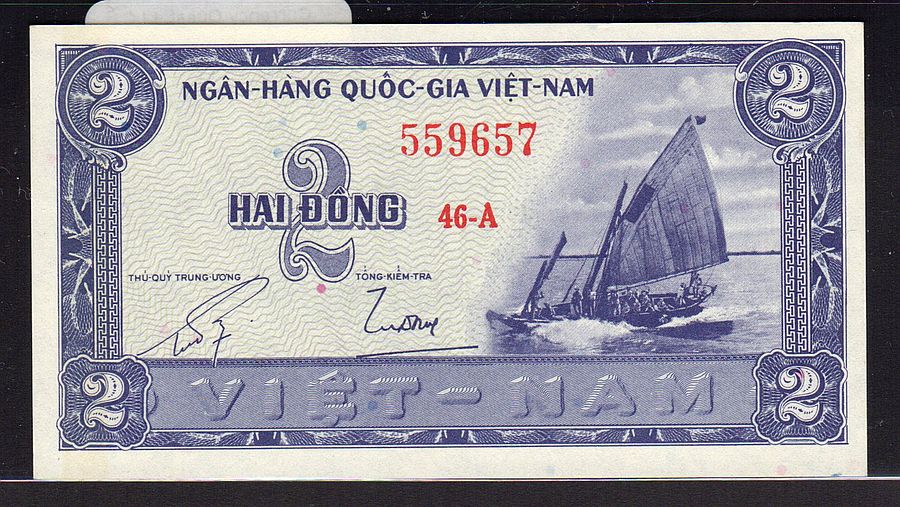 2 2
NGÂN-HÀNG QUỐC-GIA VIỆT-NAM
559657
2
HAI ĐỒNG
46-A
THỦ-QUỸ TRUNG-ƯƠNG TỔNG-KIỂM-TRA
2 VIỆT-NAM 2